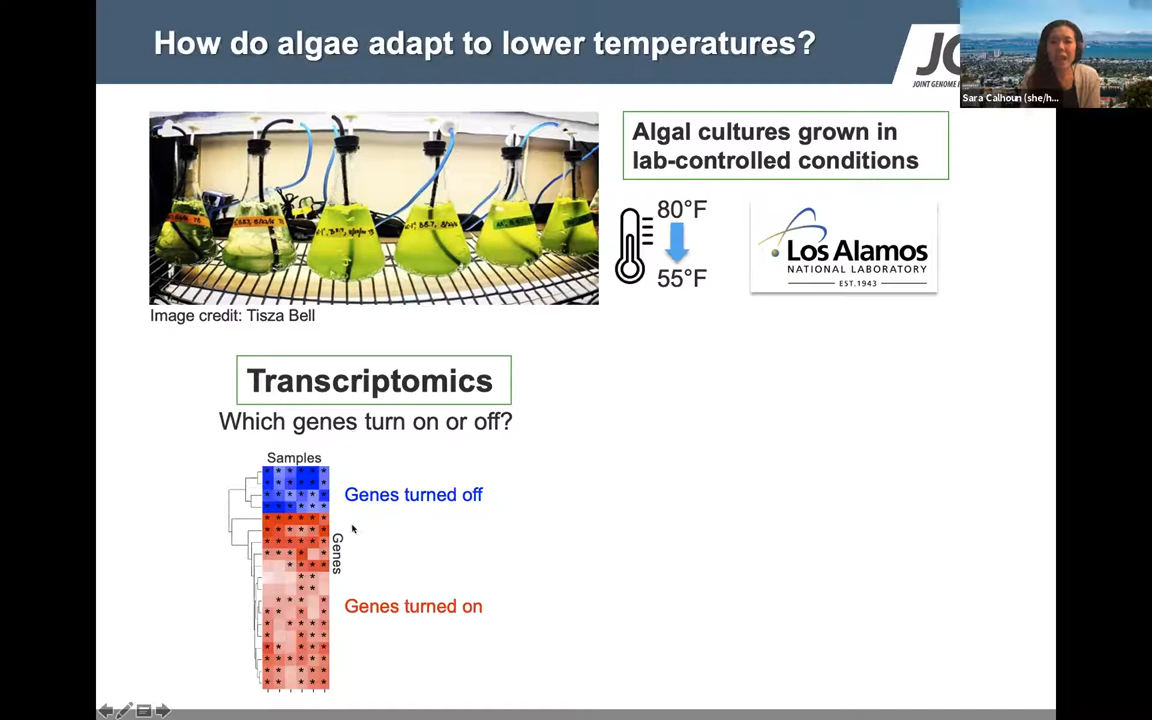 How do algae adapt to lower temperatures?
JOINT GENOME
Sara Calhoun (she/h...
Algal cultures grown in
lab-controlled conditions
80°F
55°F
Los Alamos
NATIONAL LABORATORY
EST.1943
Image credit: Tisza Bell
Transcriptomics
Which genes turn on or off?
Samples
Genes turned off
Genes
Genes turned on